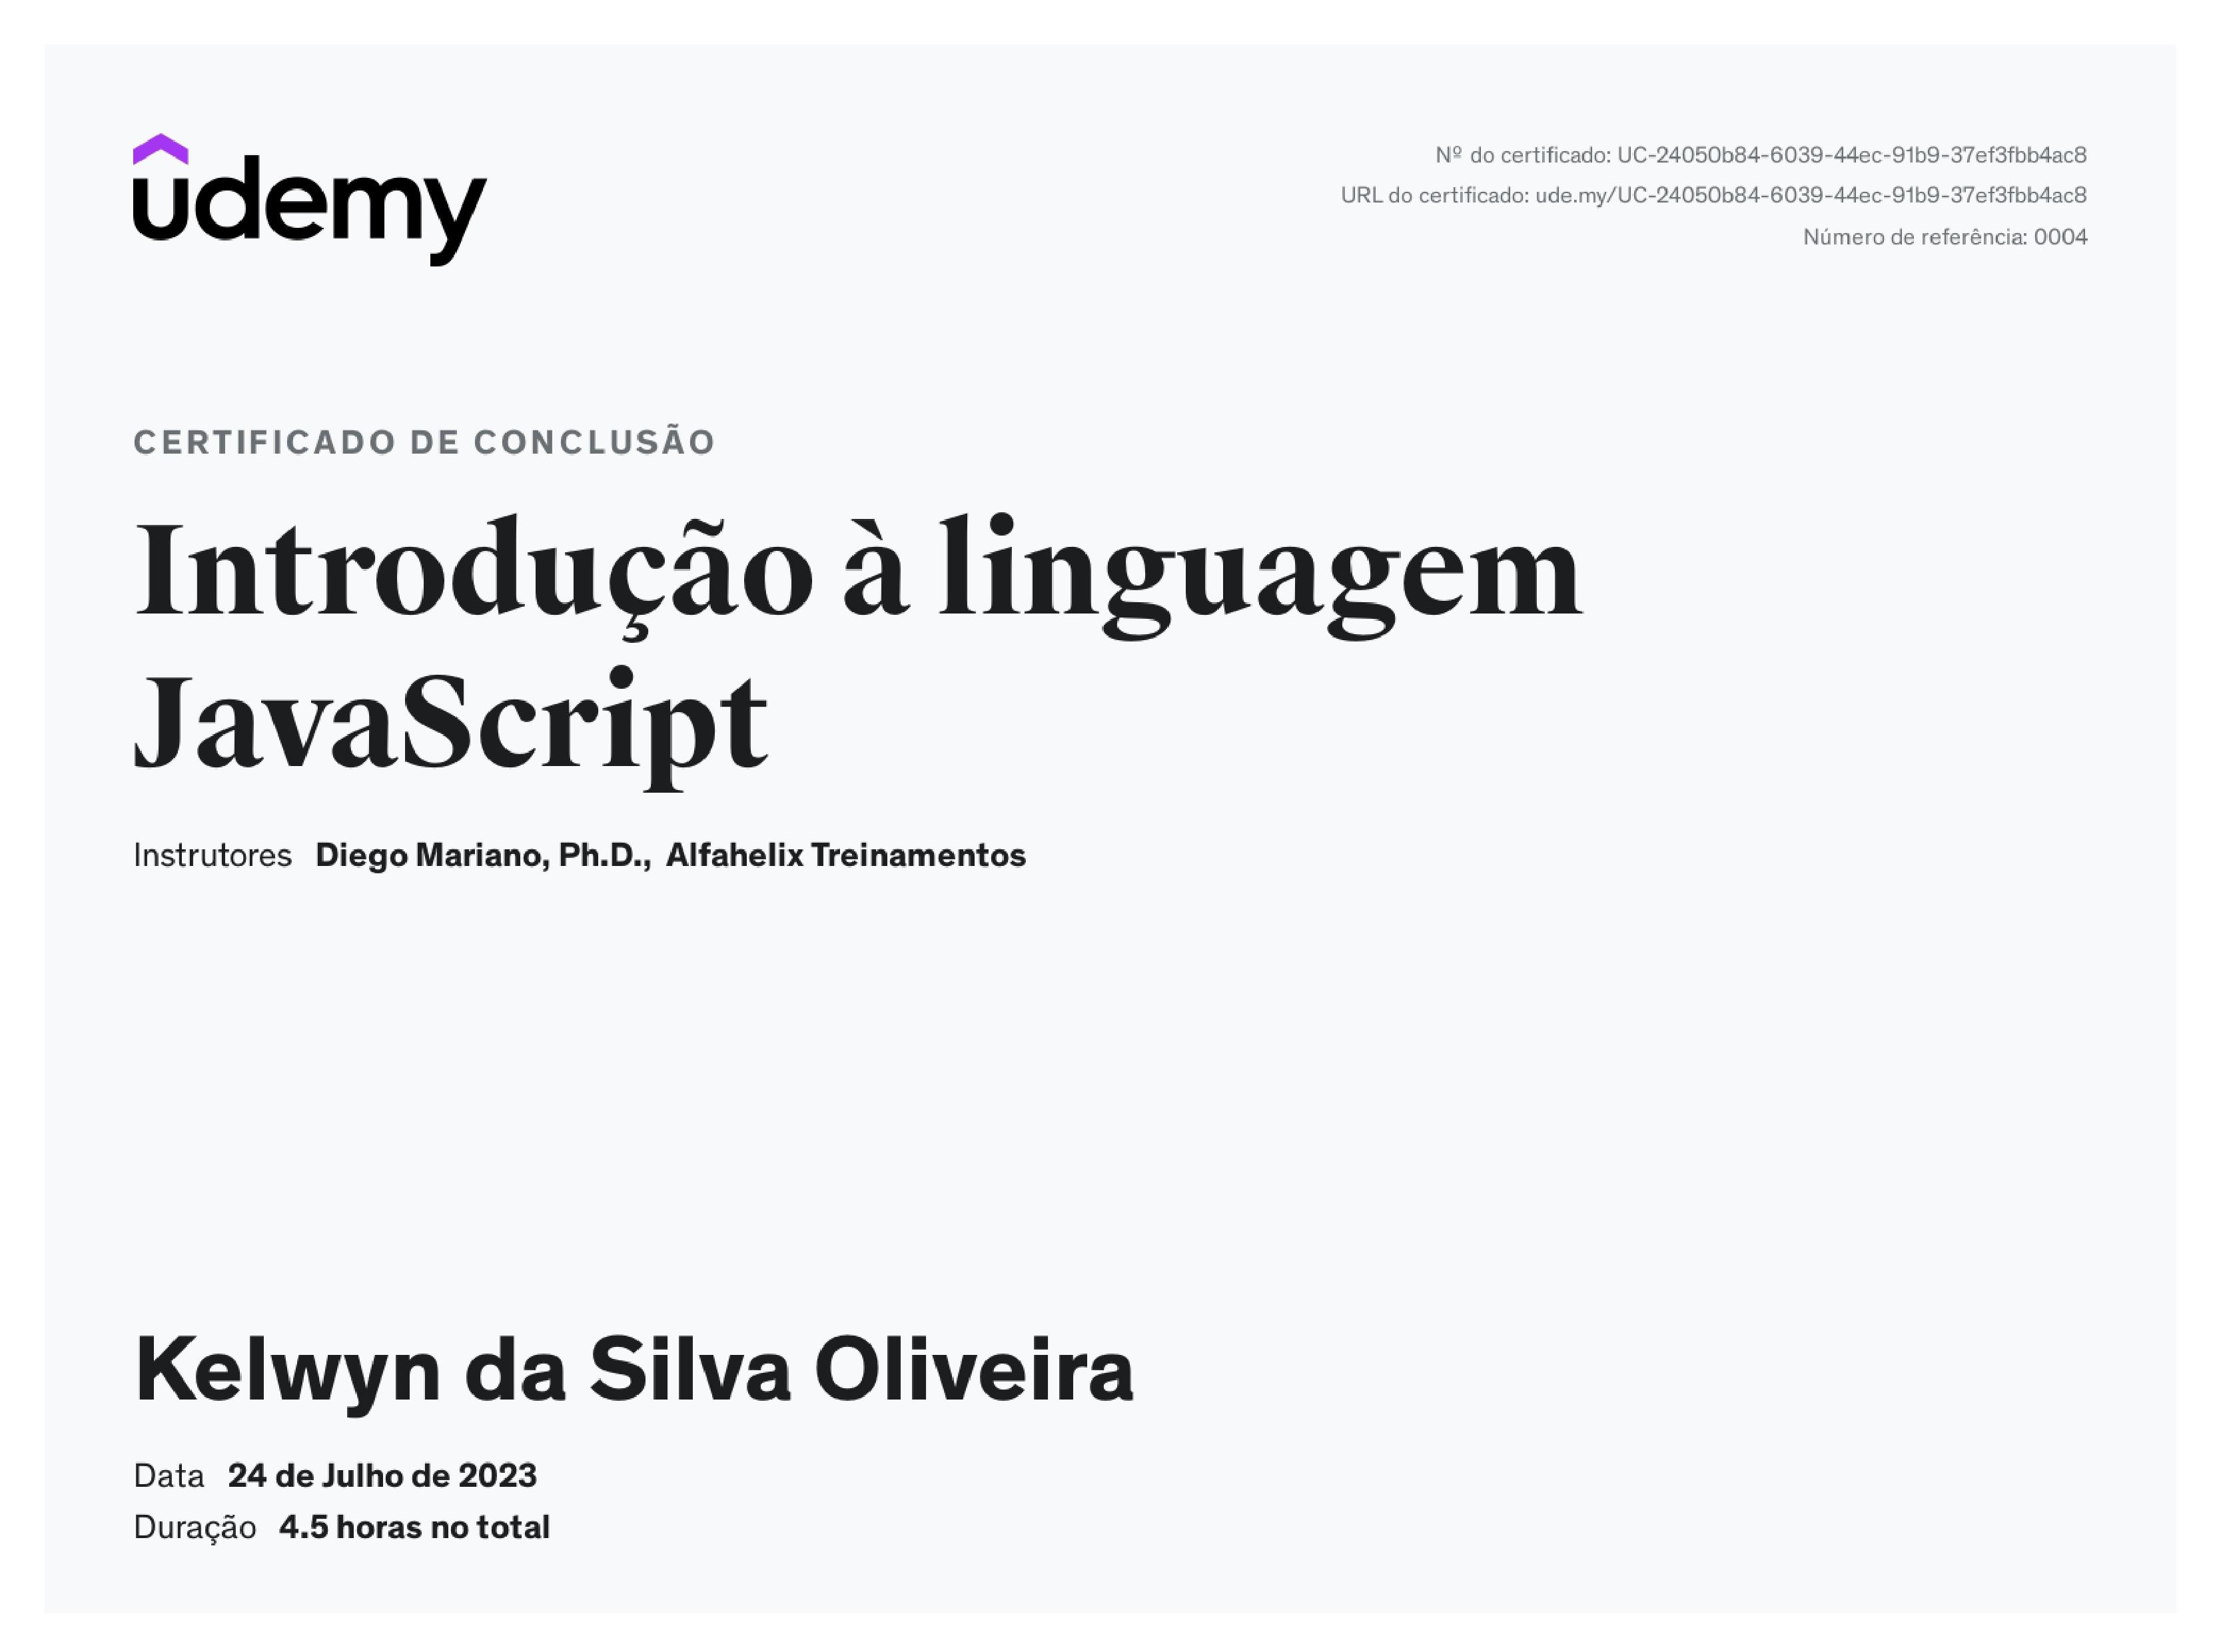 udemy
Nº do certificado: UC-24050b84-6039-44ec-91b9-37ef3fbb4ac8
URL do certificado: ude.my/UC-24050b84-6039-44ec-91b9-37ef3fbb4ac8
Número de referência: 0004
CERTIFICADO DE CONCLUSÃO
Introdução à linguagem
JavaScript
Instrutores Diego Mariano, Ph.D., Alfahelix Treinamentos
Kelwyn da Silva Oliveira
Data 24 de Julho de 2023
Duração 4.5 horas no total